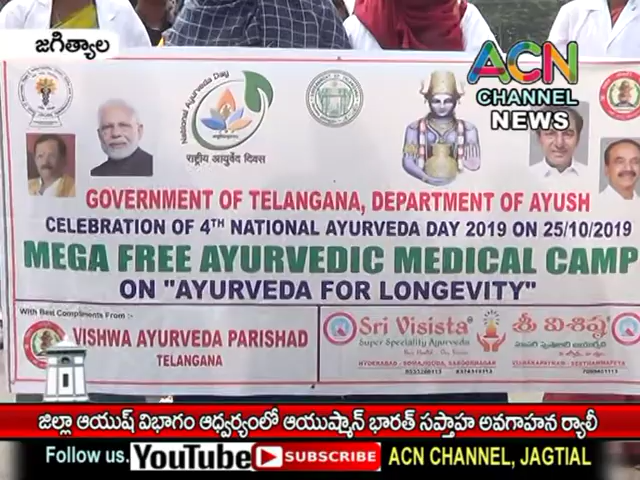 జగిత్యాల
ACN
CHANNEL
NEWS
National Ayurveda Day
राष्ट्रीय आयुर्वेद दिवस
GOVERNMENT OF TELANGANA, DEPARTMENT OF AYUSH
CELEBRATION OF 4TH NATIONAL AYURVEDA DAY 2019 ON 25/10/2019
MEGA FREE AYURVEDIC MEDICAL CAMP
ON "AYURVEDA FOR LONGEVITY"
With Best Compliments From :-
VISHWA AYURVEDA PARISHAD
TELANGANA
Sri Visista
Super Speciality Ayurveda
శ్రీ విశిష్ట
జిల్లా ఆయుష్ విభాగం ఆధ్వర్యంలో ఆయుష్మాన్ భారత్ సప్తాహ అవగాహన ర్యాలీ
Follow us. YouTube SUBSCRIBE ACN CHANNEL, JAGTIAL